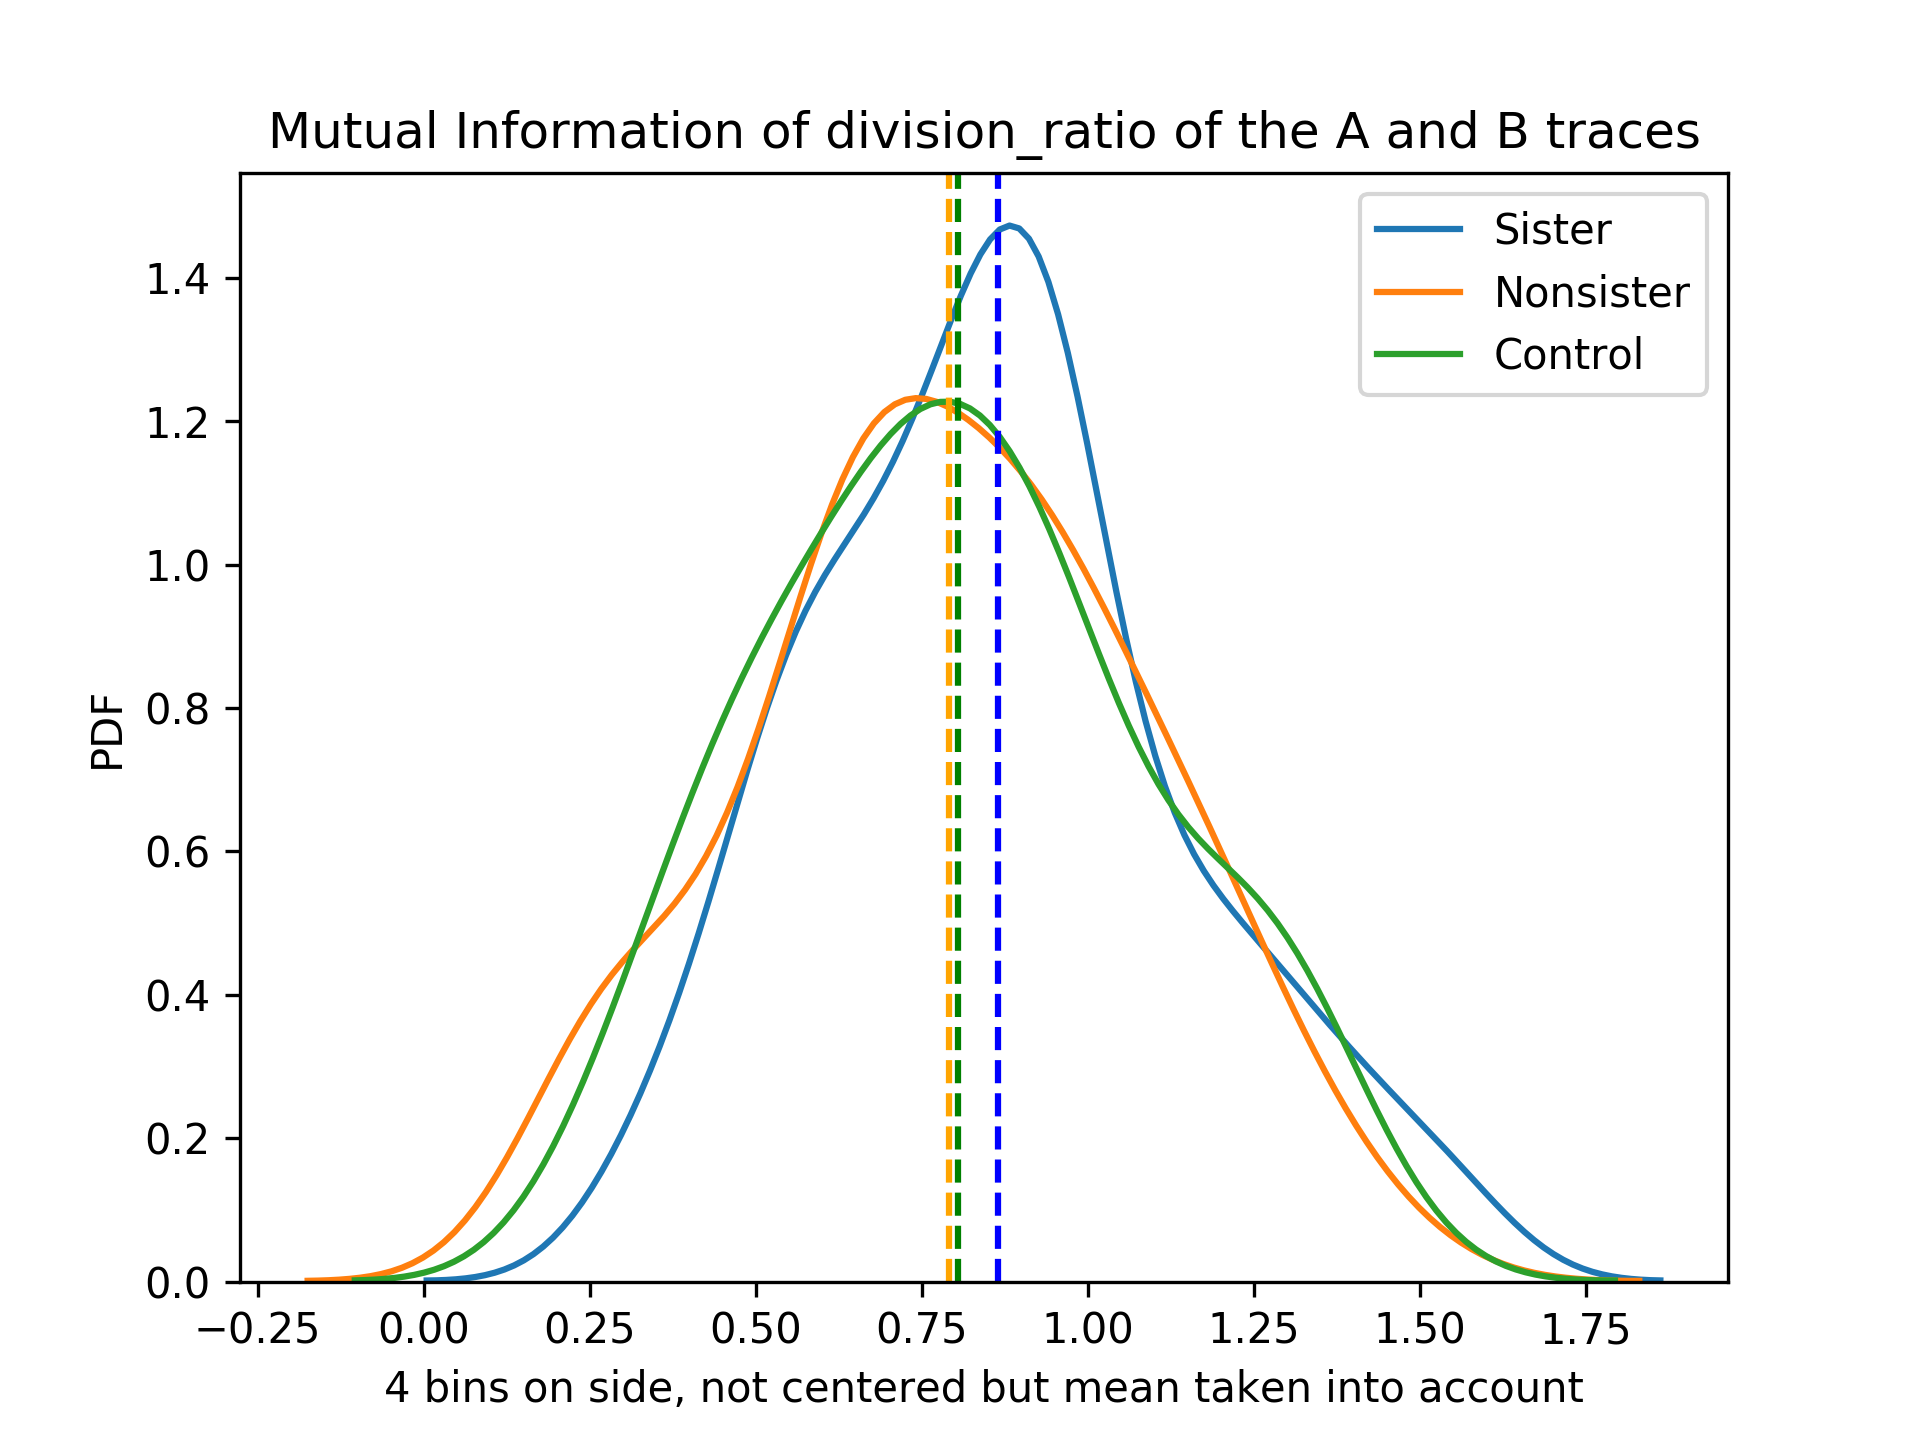 Mutual Information of division_ratio of the A and B traces
Sister
Nonsister
Control
PDF
1.4
1.2
1.0
0.8
0.6
0.4
0.2
0.0
−0.25 0.00 0.25 0.50 0.75 1.00 1.25 1.50 1.75
4 bins on side, not centered but mean taken into account